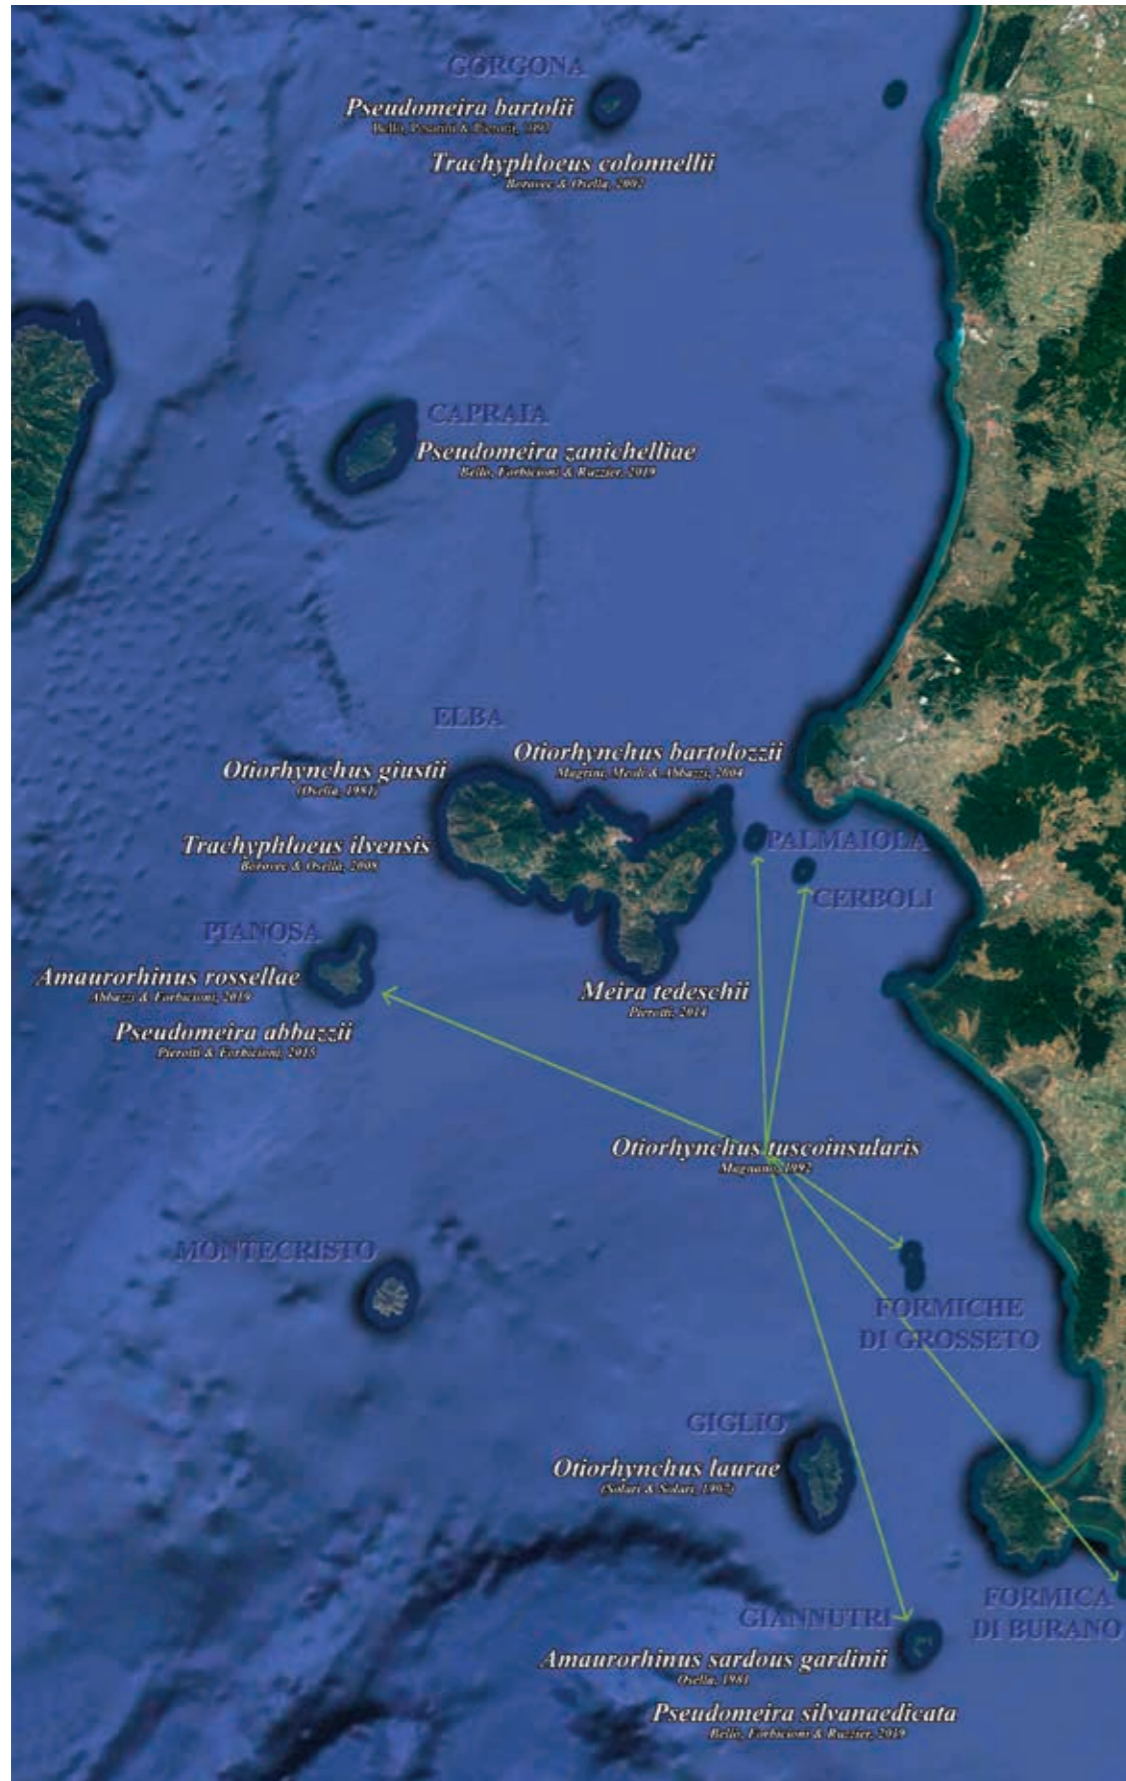 GORGONA
Pseudomeira bartolii
Bello, Pesarini & Pierotti, 1997
Trachyphloeus colonnellii
Borovec & Osella, 2002
CAPRAIA
Pseudomeira zanichelliae
Bello, Forbicioni & Ruzzier, 2019
ELBA
Otiorhynchus bartolozzii
Magrini, Meoli & Abbazzi, 2004
Otiorhynchus giustii
(Osella, 1981)
PALMAIOLA
Trachyphloeus ilvensis
Borovec & Osella, 2008
CERBOLI
PIANOSA
Amaurorhinus rossellae
Abbazzi & Forbicioni, 2019
Meira tedeschii
Pierotti, 2014
Pseudomeira abbazzii
Pierotti & Forbicioni, 2015
Otiorhynchus tuscoinsularis
Magnano, 1992
MONTECRISTO
FORMICHE
DI GROSSETO
GIGLIO
Otiorhynchus laurae
(Solari & Solari, 1907)
FORMICA
DI BURANO
GIANNUTRI
Amaurorhinus sardous gardinii
Osella, 1981
Pseudomeira silvanaedicata
Bello, Forbicioni & Ruzzier, 2019